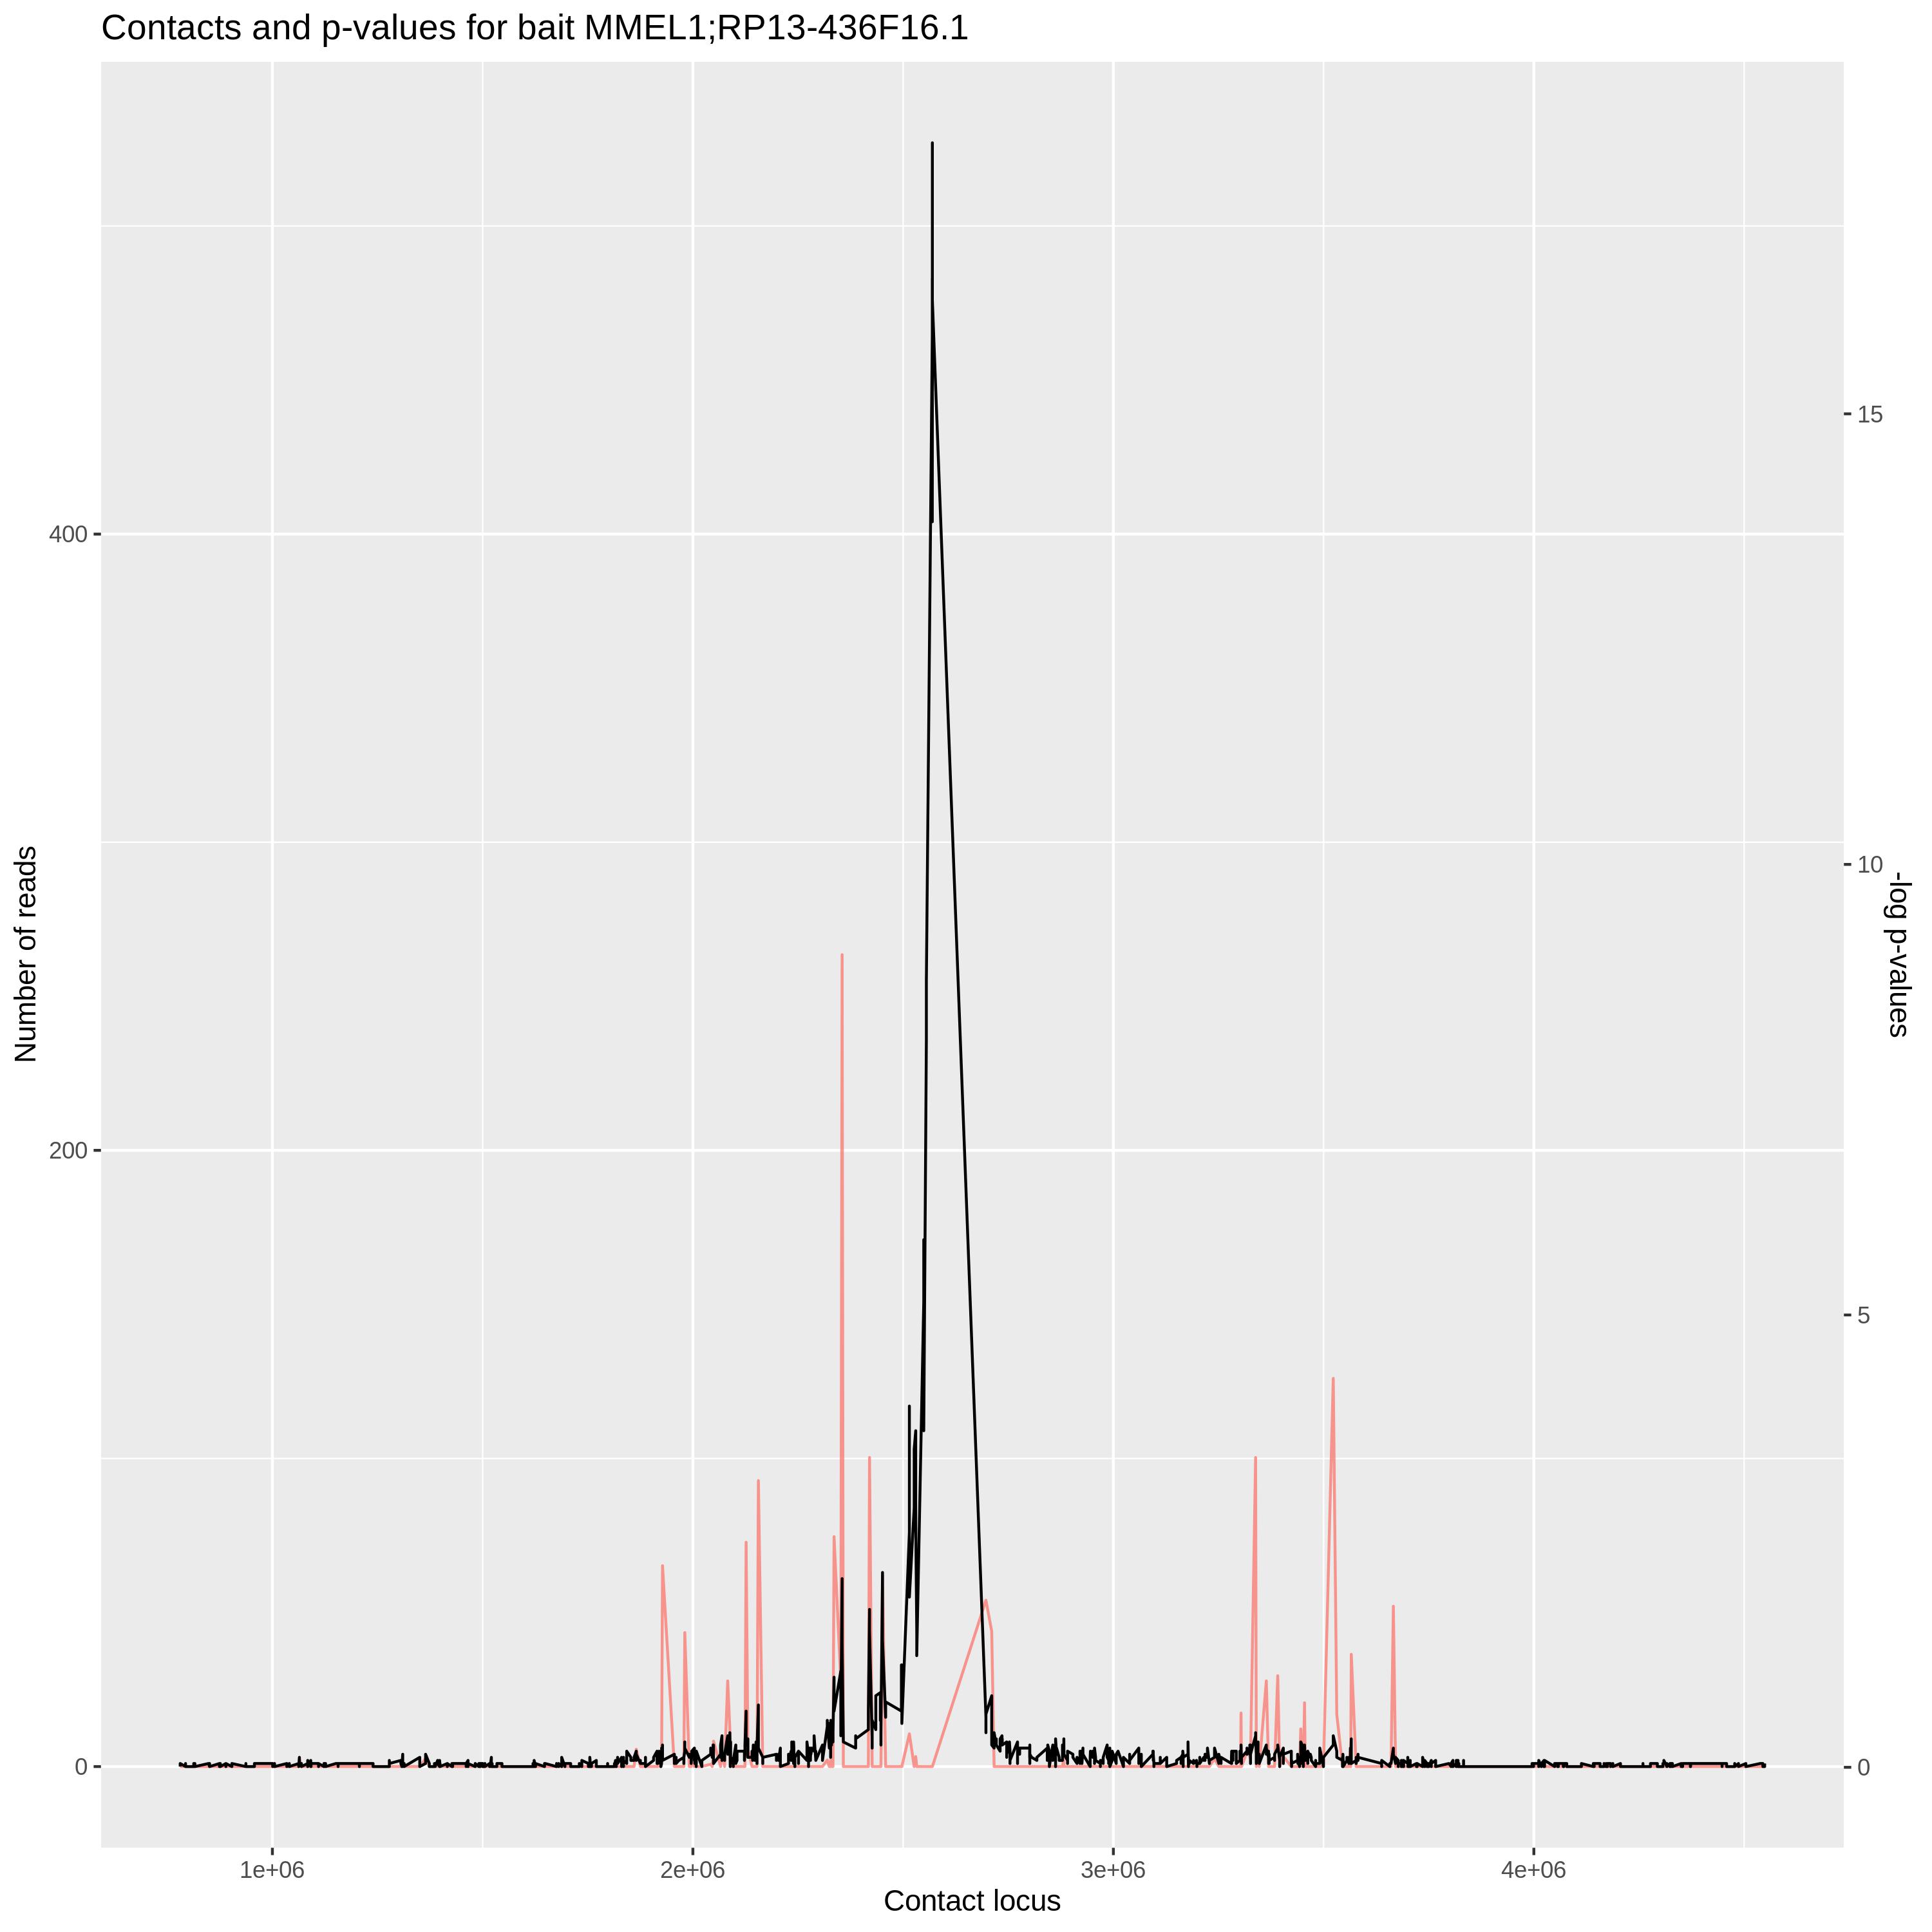 Contacts and p-values for bait MMEL1;RP13-436F16.1
Number of reads
400
200
0
15
10
5
0
-log p-values
1e+06 2e+06 3e+06 4e+06
Contact locus